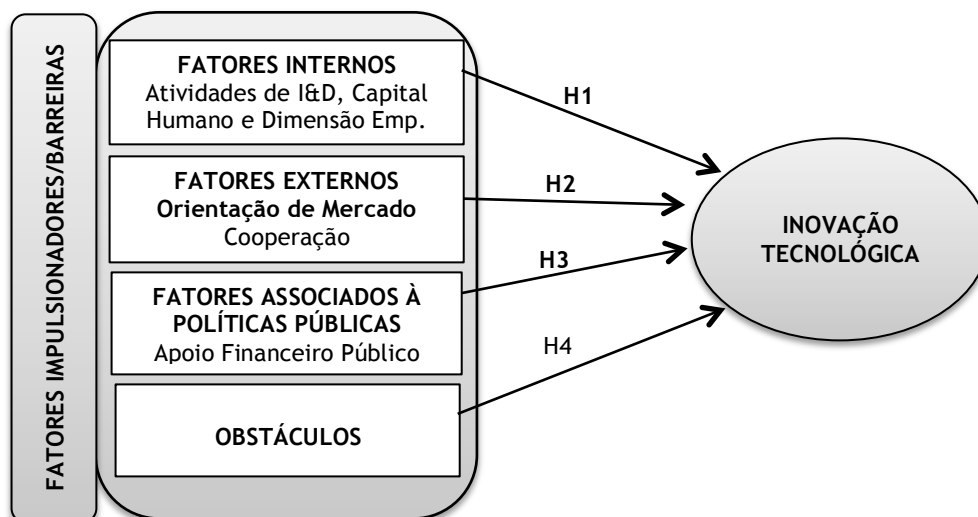 FATORES IMPULSIONADORES/BARREIRAS
FATORES INTERNOS
Atividades de I&D, Capital
Humano e Dimensão Emp.
FATORES EXTERNOS
Orientação de Mercado
Cooperação
FATORES ASSOCIADOS À
POLÍTICAS PÚBLICAS
Apoio Financeiro Público
OBSTÁCULOS
H1
H2
H3
H4
INOVAÇÃO
TECNOLÓGICA